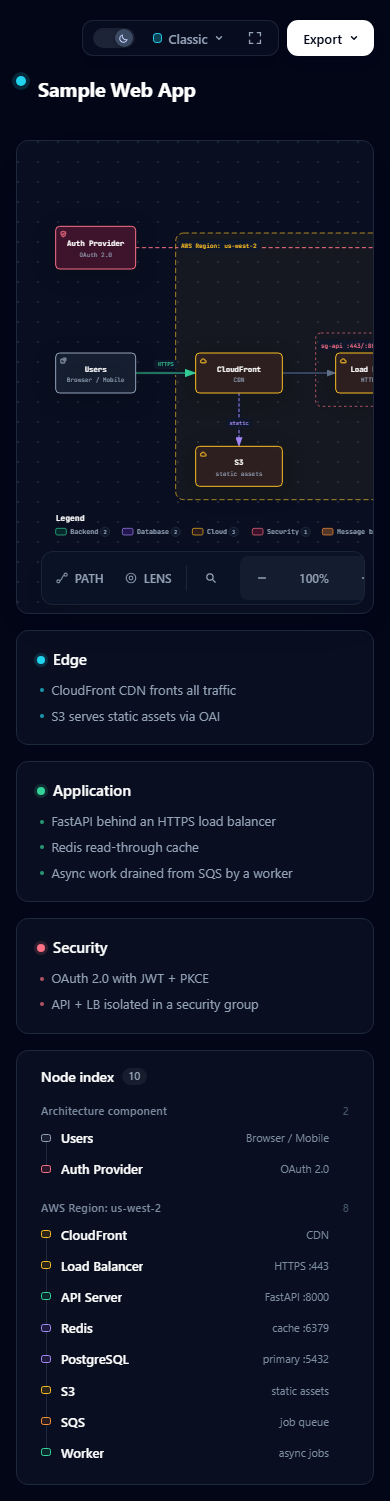 Classic
Export
Sample Web App
Auth Provider
OAuth 2.0
AWS Region: us-west-2
sg-api :443/
Users
Browser / Mobile
HTTPS
CloudFront
CDN
Load
static
S3
static assets
Legend
Backend 2
Database 2
Cloud 3
Security 1
Message
PATH
LENS
− 100%
Edge
CloudFront CDN fronts all traffic
S3 serves static assets via OAI
Application
FastAPI behind an HTTPS load balancer
Redis read-through cache
Async work drained from SQS by a worker
Security
OAuth 2.0 with JWT + PKCE
API + LB isolated in a security group
Node index 10
Architecture component 2
Users Browser / Mobile
Auth Provider OAuth 2.0
AWS Region: us-west-2 8
CloudFront CDN
Load Balancer HTTPS :443
API Server FastAPI :8000
Redis cache :6379
PostgreSQL primary :5432
S3 static assets
SQS job queue
Worker async jobs